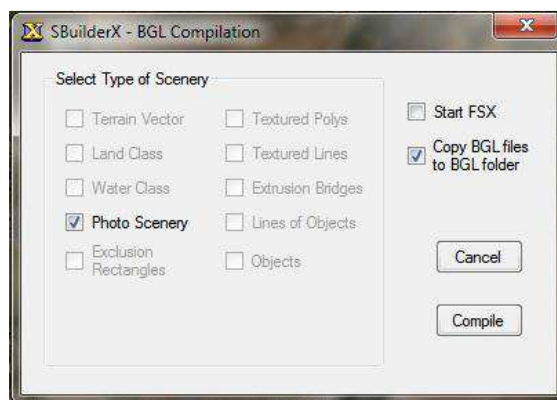 SBuilderX - BGL Compilation
Select Type of Scenery
Terrain Vector
Textured Polys
Land Class
Textured Lines
Water Class
Extrusion Bridges
Photo Scenery
Lines of Objects
Exclusion
Rectangles
Objects
Start FSX
Copy BGL files
to BGL folder
Cancel
Compile